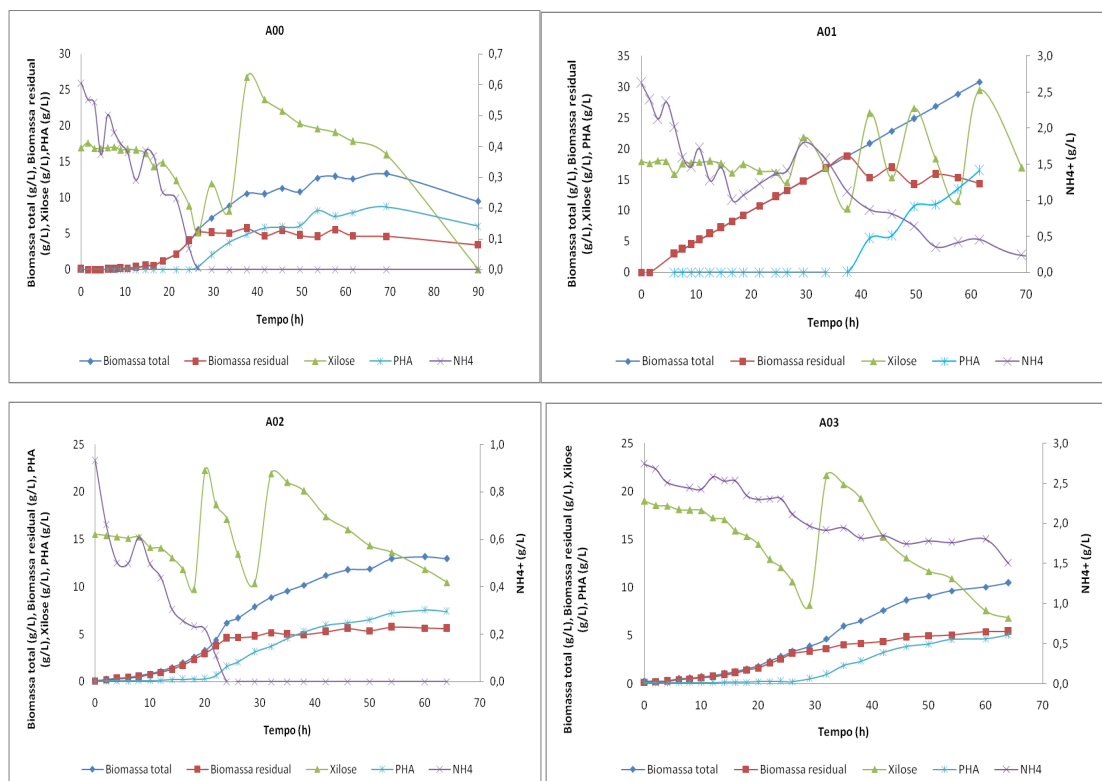 A00
Biomassa total (g/L), Biomassa residual
(g/L), Xilose (g/L)),PHA (g/L))
30
25
20
15
10
5
0
0,7
0,6
0,5
0,4
0,3
0,2
0,1
0,0
NH4+ (g/L)
0 10 20 30 40 50 60 70 80 90
Tempo (h)
Biomassa total Biomassa residual Xilose PHA NH4
A01
Biomassa total (g/L), Biomassa residual
(g/L), Xilose (g/L), PHA (g/L)
35
30
25
20
15
10
5
0
3,0
2,5
2,0
1,5
1,0
0,5
0,0
NH4+ (g/L)
0 10 20 30 40 50 60 70
Tempo (h)
Biomassa total Biomassa residual Xilose PHA NH4
A02
Biomassa total (g/L), Biomassa residual (g/L), PHA
(g/L), Xilose (g/L), PHA (g/L)
25
20
15
10
5
0
1,0
0,8
0,6
0,4
0,2
0,0
NH4+ (g/L)
0 10 20 30 40 50 60 70
Tempo (h)
Biomassa total Biomassa residual Xilose PHA NH4
A03
Biomassa total (g/L), Biomassa residual (g/L), Xilose
(g/L), PHA (g/L)
25
20
15
10
5
0
3,0
2,5
2,0
1,5
1,0
0,5
0,0
NH4+ (g/L)
0 10 20 30 40 50 60 70
Tempo (h)
Biomassa total Biomassa residual Xilose PHA NH4